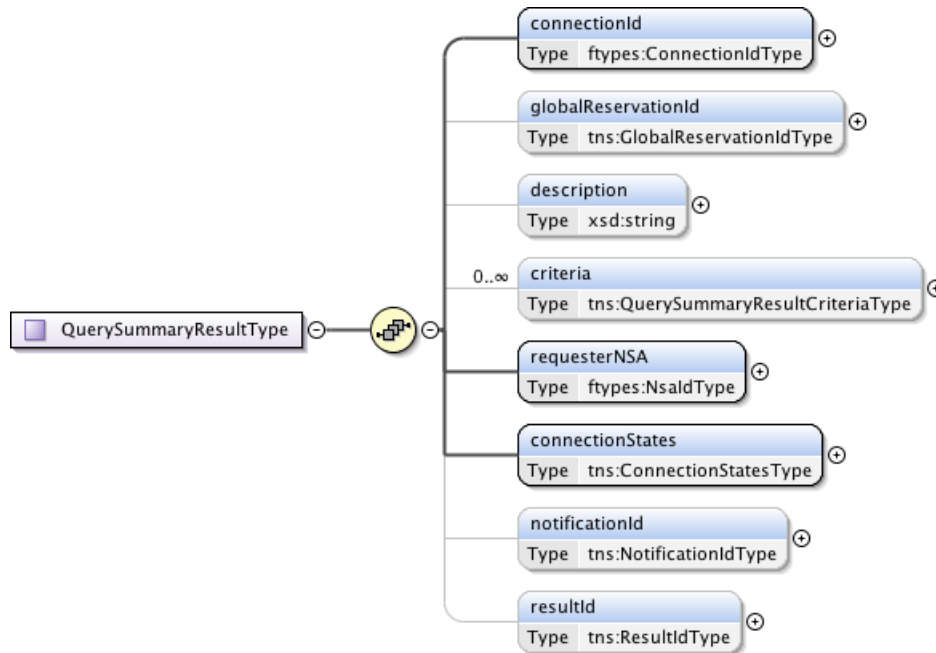 connectionId
Type ftypes:ConnectionIdType
globalReservationId
Type tns:GlobalReservationIdType
description
Type xsd:string
0..∞
criteria
Type tns:QuerySummaryResultCriteriaType
QuerySummaryResultType
requesterNSA
Type ftypes:NsaIdType
connectionStates
Type tns:ConnectionStatesType
notificationId
Type tns:NotificationIdType
resultId
Type tns:ResultIdType